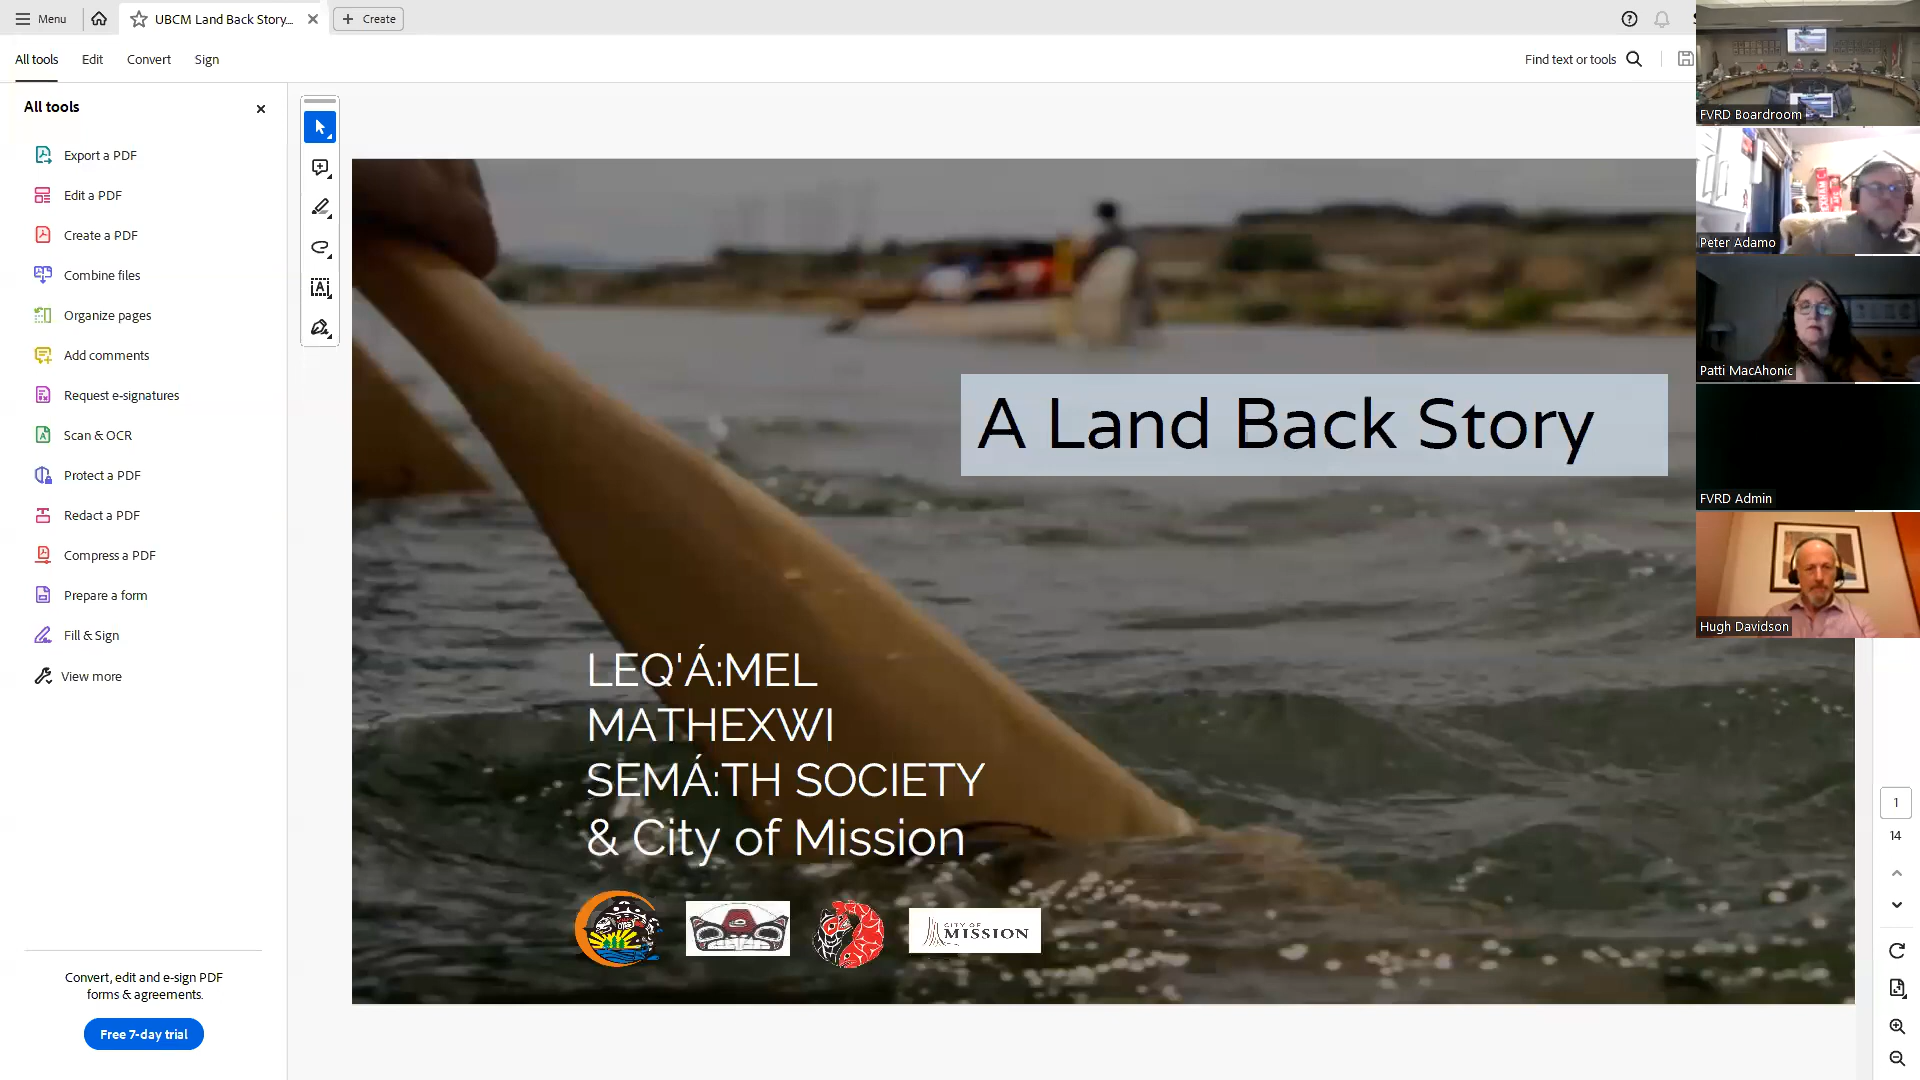 Menu
UBCM Land Back Story...
Create
All tools
Edit
Convert
Sign
Find text or tools
All tools
Export a PDF
Edit a PDF
Create a PDF
Combine files
Organize pages
Add comments
Request e-signatures
Scan & OCR
Protect a PDF
Redact a PDF
Compress a PDF
Prepare a form
Fill & Sign
View more
Convert, edit and e-sign PDF
forms & agreements.
Free 7-day trial
A Land Back Story
LEQ'Á:MEL
MATHEXWI
SEMÁ:TH SOCIETY
& City of Mission
CITY OF
MISSION
FVRD Boardroom
Peter Adamo
Patti MacAhonic
FVRD Admin
Hugh Davidson
1
14